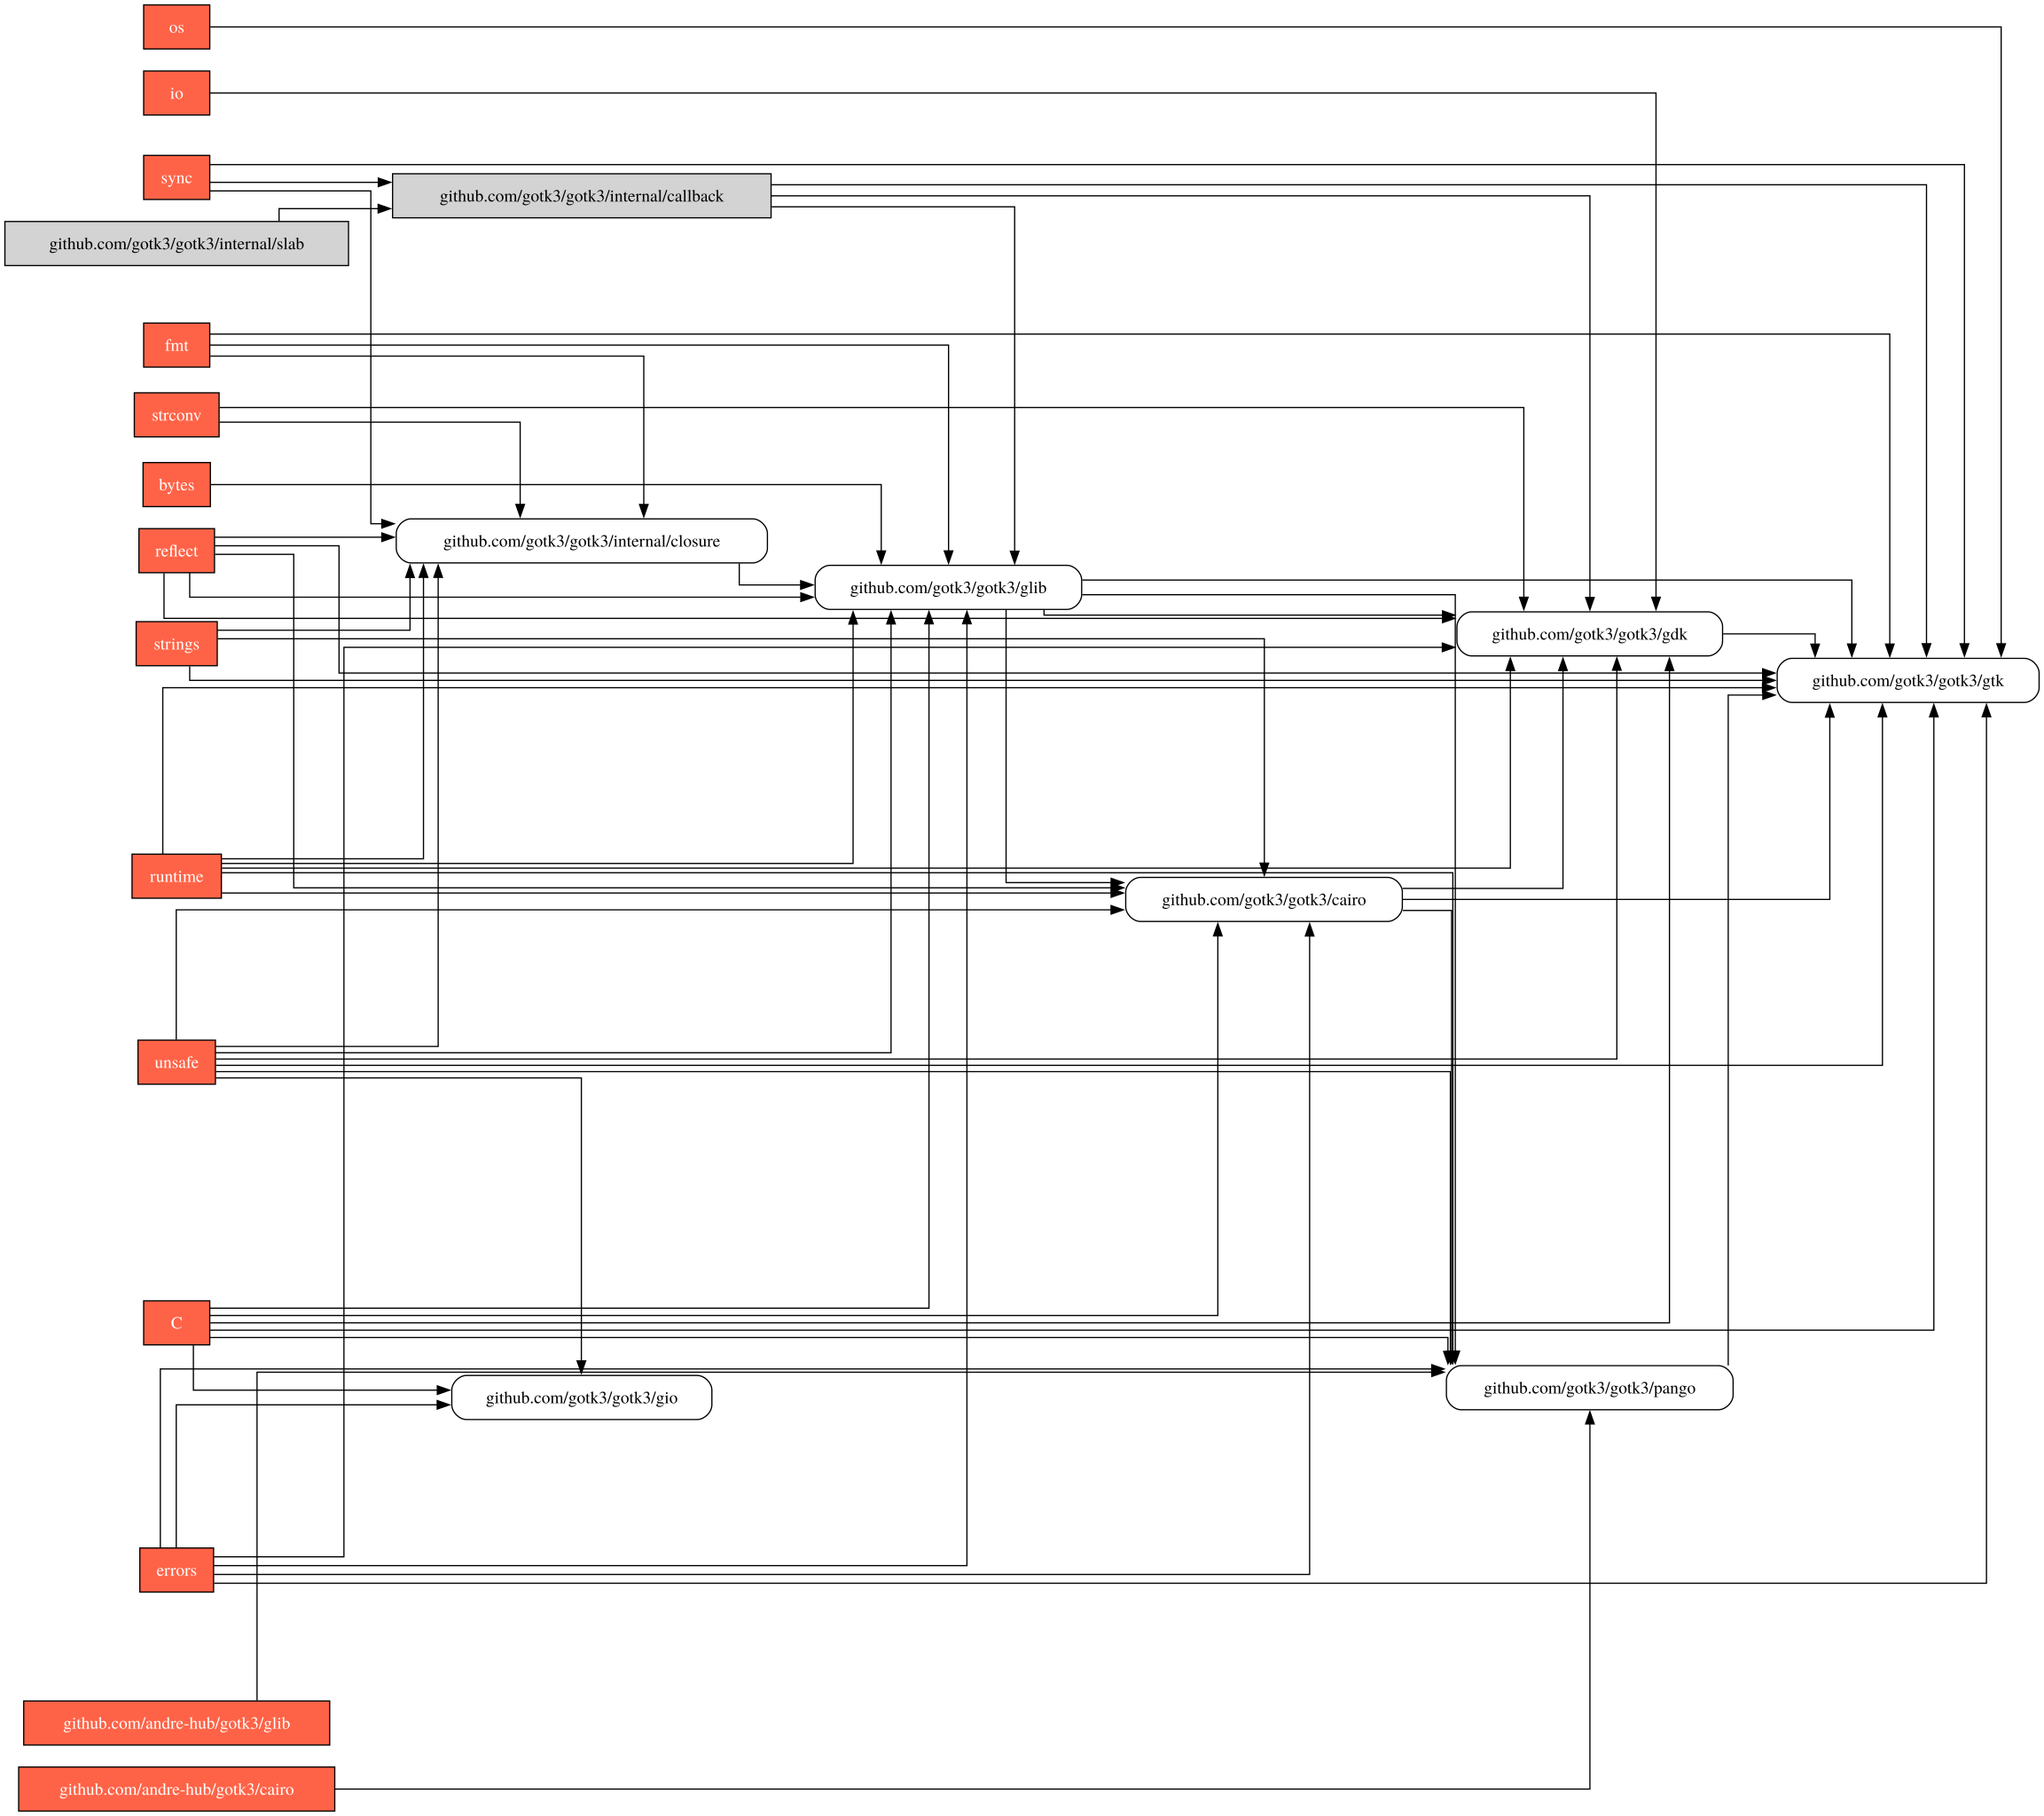 os
io
sync
github.com/gotk3/gotk3/internal/callback
github.com/gotk3/gotk3/internal/slab
fmt
strconv
bytes
github.com/gotk3/gotk3/internal/closure
reflect
github.com/gotk3/gotk3/glib
github.com/gotk3/gotk3/gdk
strings
github.com/gotk3/gotk3/gtk
runtime
github.com/gotk3/gotk3/cairo
unsafe
C
github.com/gotk3/gotk3/pango
github.com/gotk3/gotk3/gio
errors
github.com/andre-hub/gotk3/glib
github.com/andre-hub/gotk3/cairo